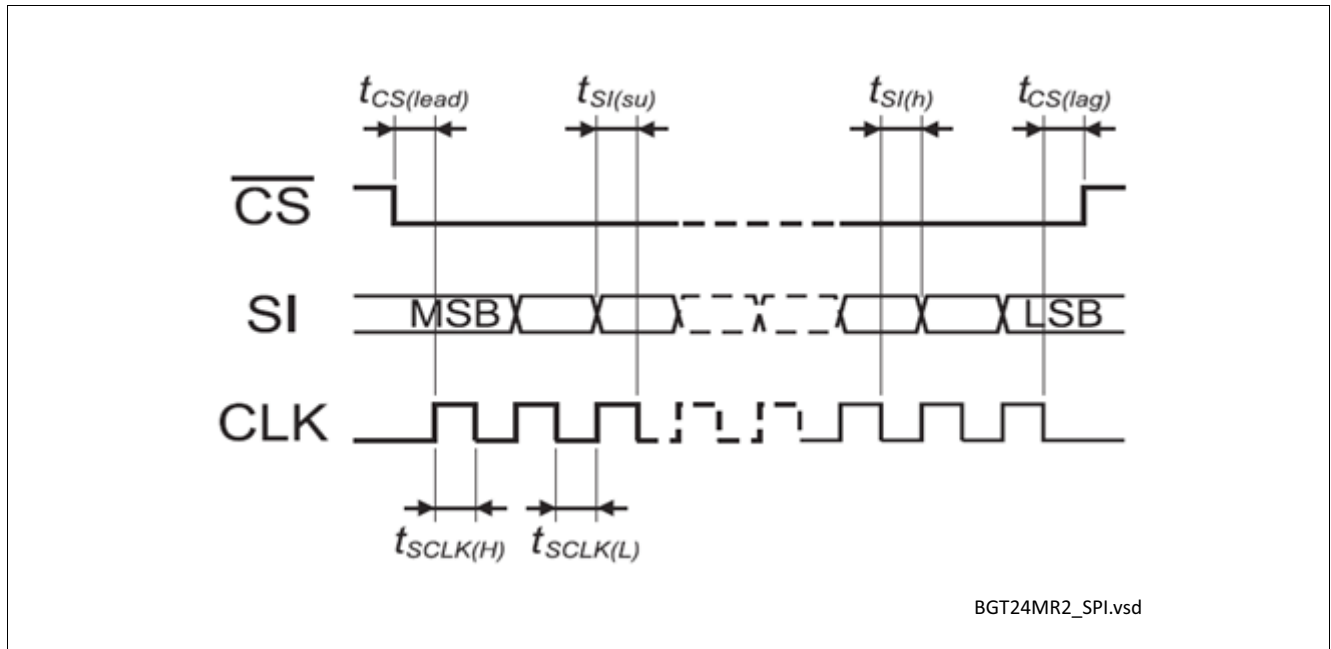 tCS(lead) tSI(su) tSI(h) tCS(lag)
CS
SI MSB LSB
CLK
tSCLK(H) tSCLK(L)
BGT24MR2_SPI.vsd